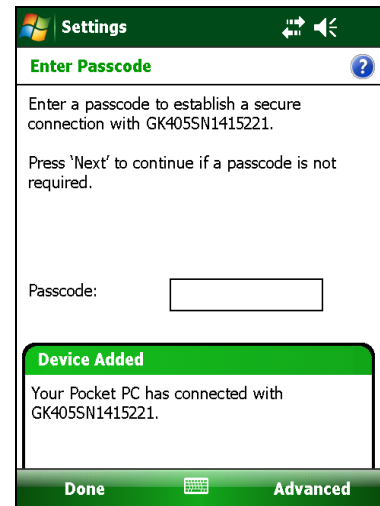 Settings
Enter Passcode
?
Enter a passcode to establish a secure
connection with GK405SN1415221.
Press ‘Next’ to continue if a passcode is not
required.
Passcode:
Device Added
Your Pocket PC has connected with
GK405SN1415221.
Done Advanced